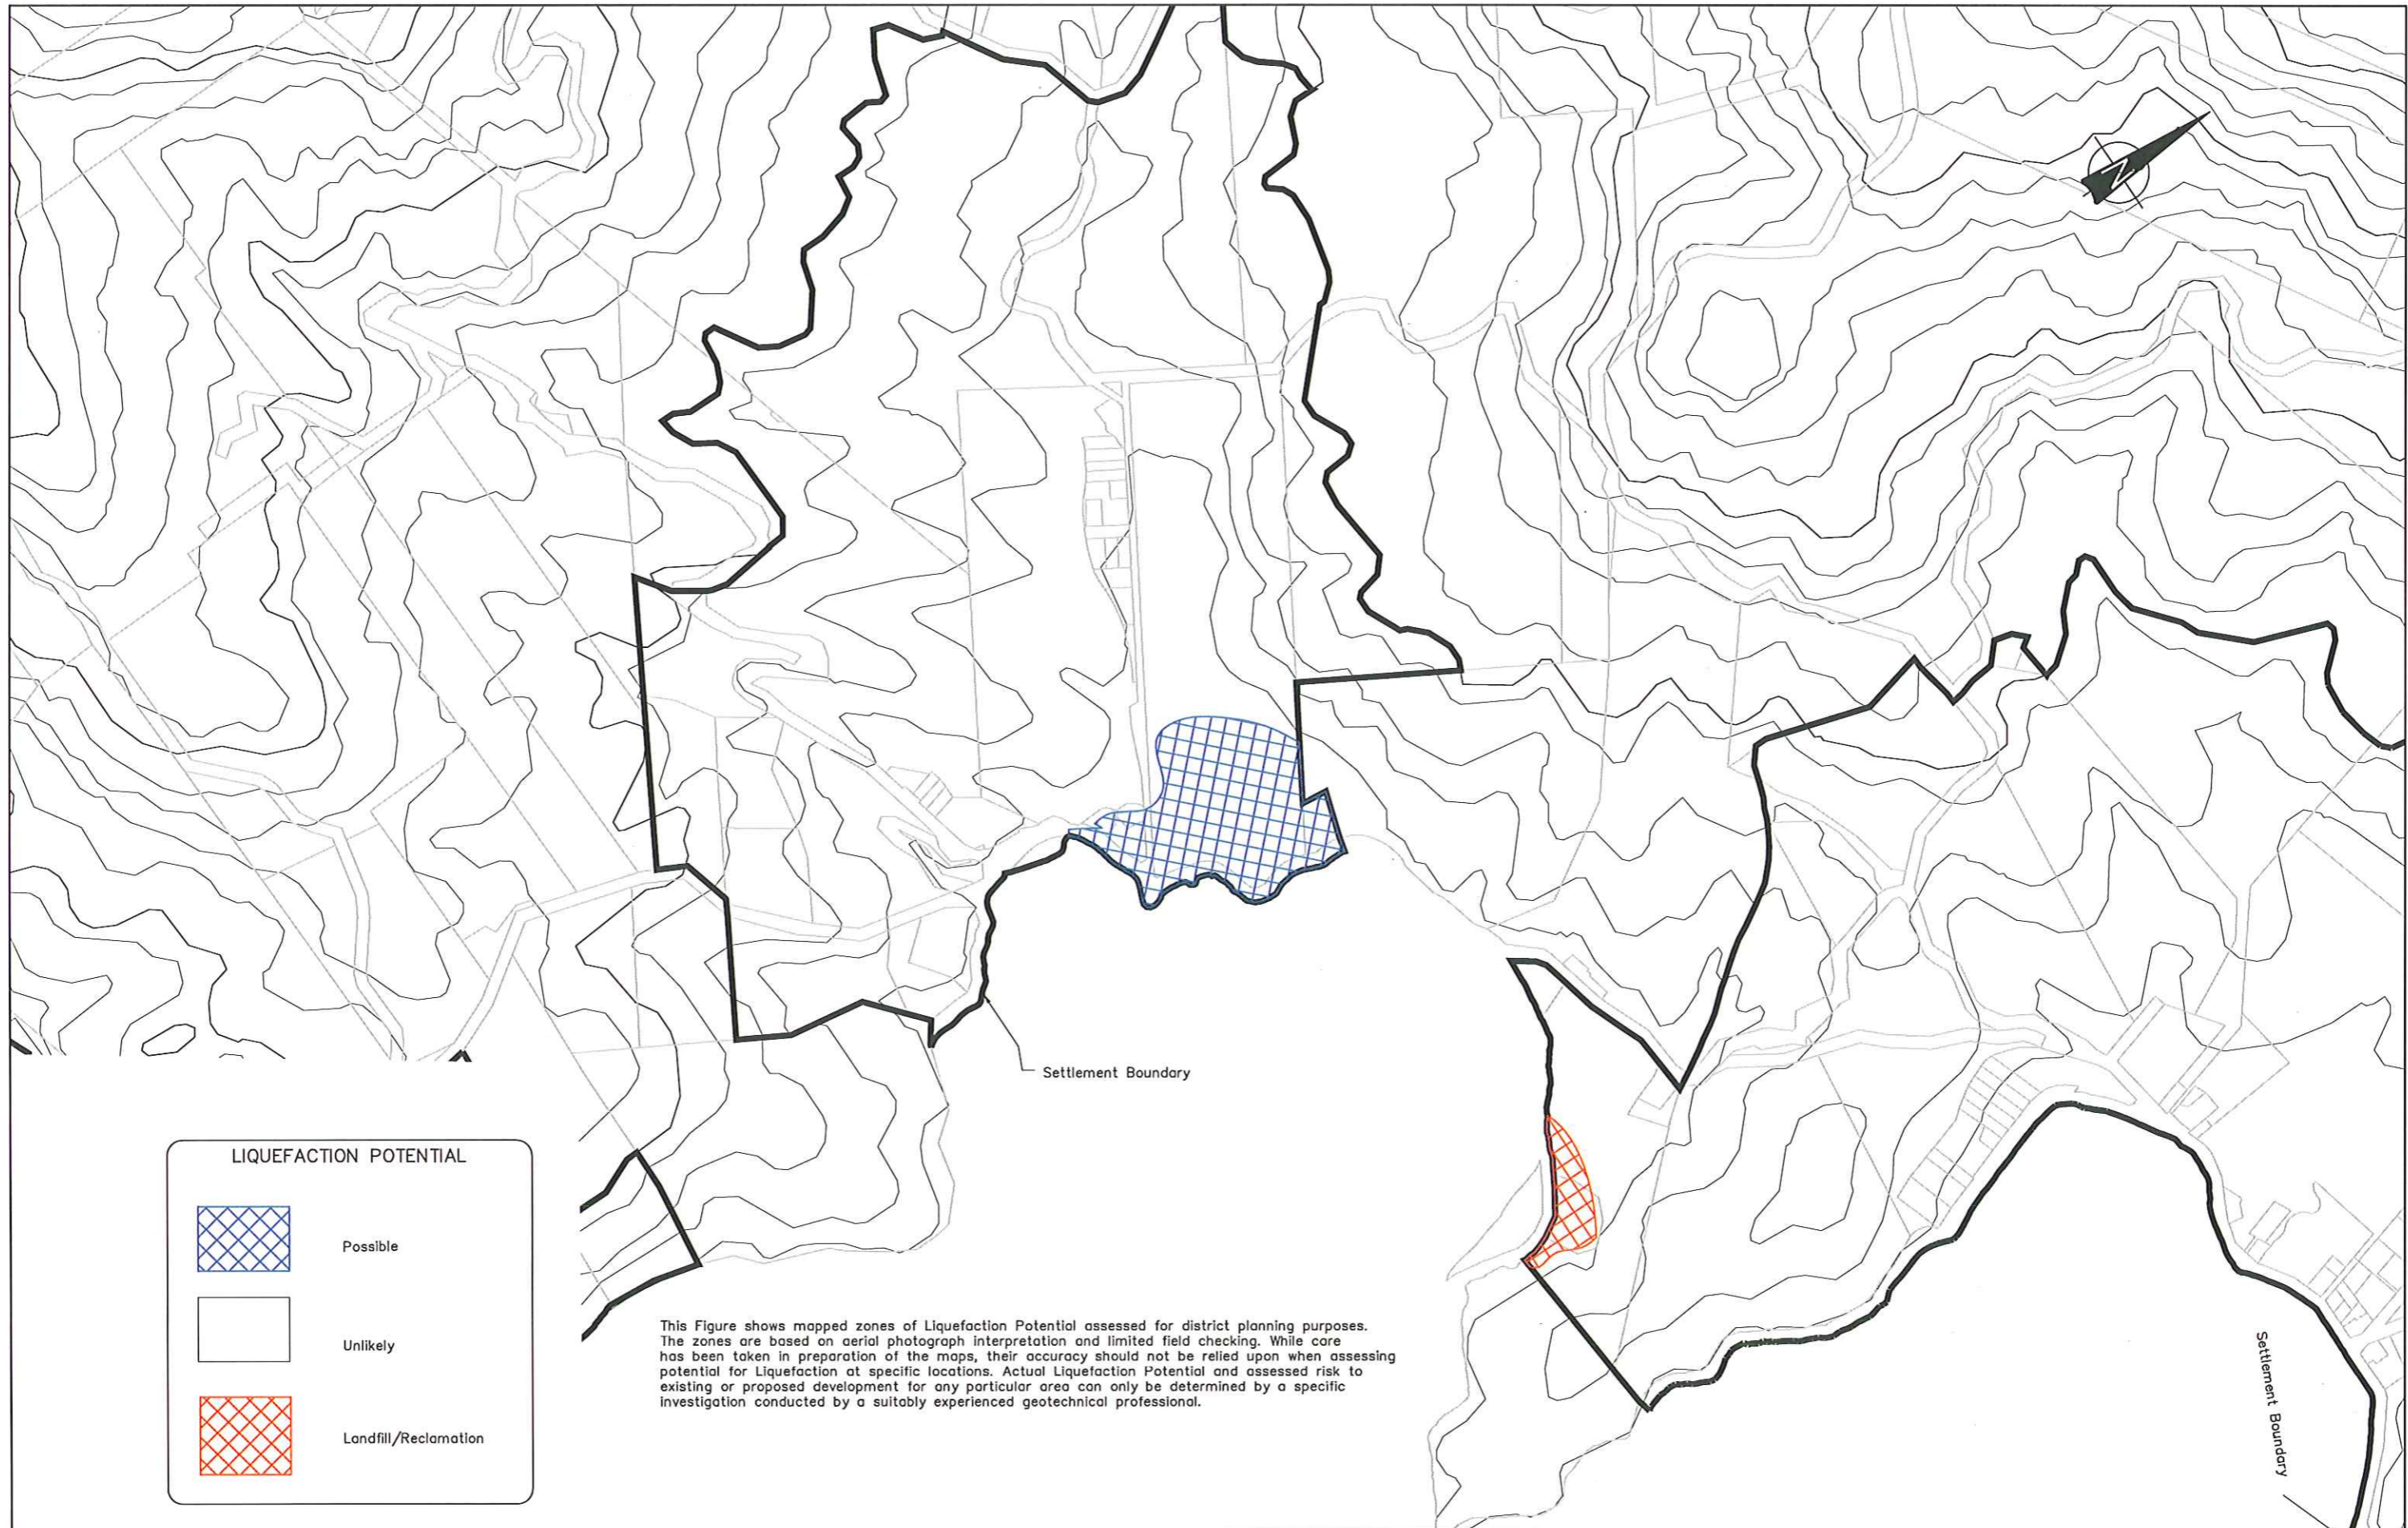 N
Settlement Boundary
LIQUEFACTION POTENTIAL
Possible
Unlikely
Landfill/Reclamation
This Figure shows mapped zones of Liquefaction Potential assessed for district planning purposes.
The zones are based on aerial photograph interpretation and limited field checking. While care
has been taken in preparation of the maps, their accuracy should not be relied upon when assessing
potential for Liquefaction at specific locations. Actual Liquefaction Potential and assessed risk to
existing or proposed development for any particular area can only be determined by a specific
investigation conducted by a suitably experienced geotechnical professional.
Settlement Boundary